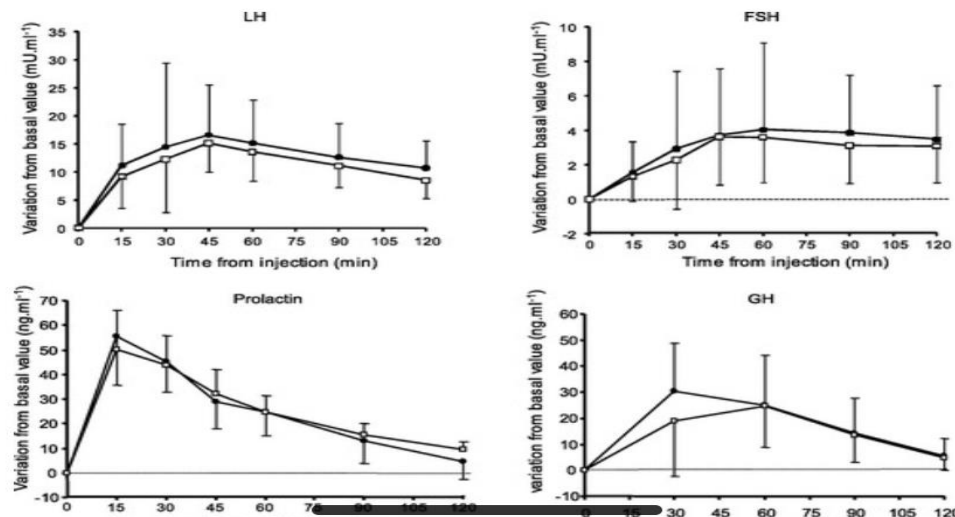 LH
Variation from basal value (mU.ml-1)
35
30
25
20
15
10
5
0
0 15 30 45 60 75 90 105 120
Time from injection (min)
FSH
Variation from basal value (mU.ml-1)
10
8
6
4
2
0
-2
0 15 30 45 60 75 90 105 120
Time from injection (min)
Prolactin
Variation from basal value (ng.ml-1)
70
60
50
40
30
20
10
0
-10
0 15 30 45 60 75 90 105 120
GH
variation from basal value (ng.ml-1)
60
50
40
30
20
10
0
-10
0 15 30 45 60 75 90 105 120